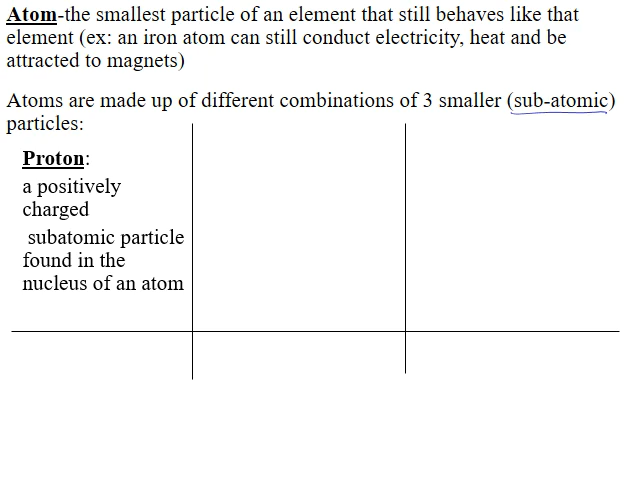 Atom-the smallest particle of an element that still behaves like that
element (ex: an iron atom can still conduct electricity, heat and be
attracted to magnets)
Atoms are made up of different combinations of 3 smaller (sub-atomic)
particles:
Proton:
a positively
charged
subatomic particle
found in the
nucleus of an atom